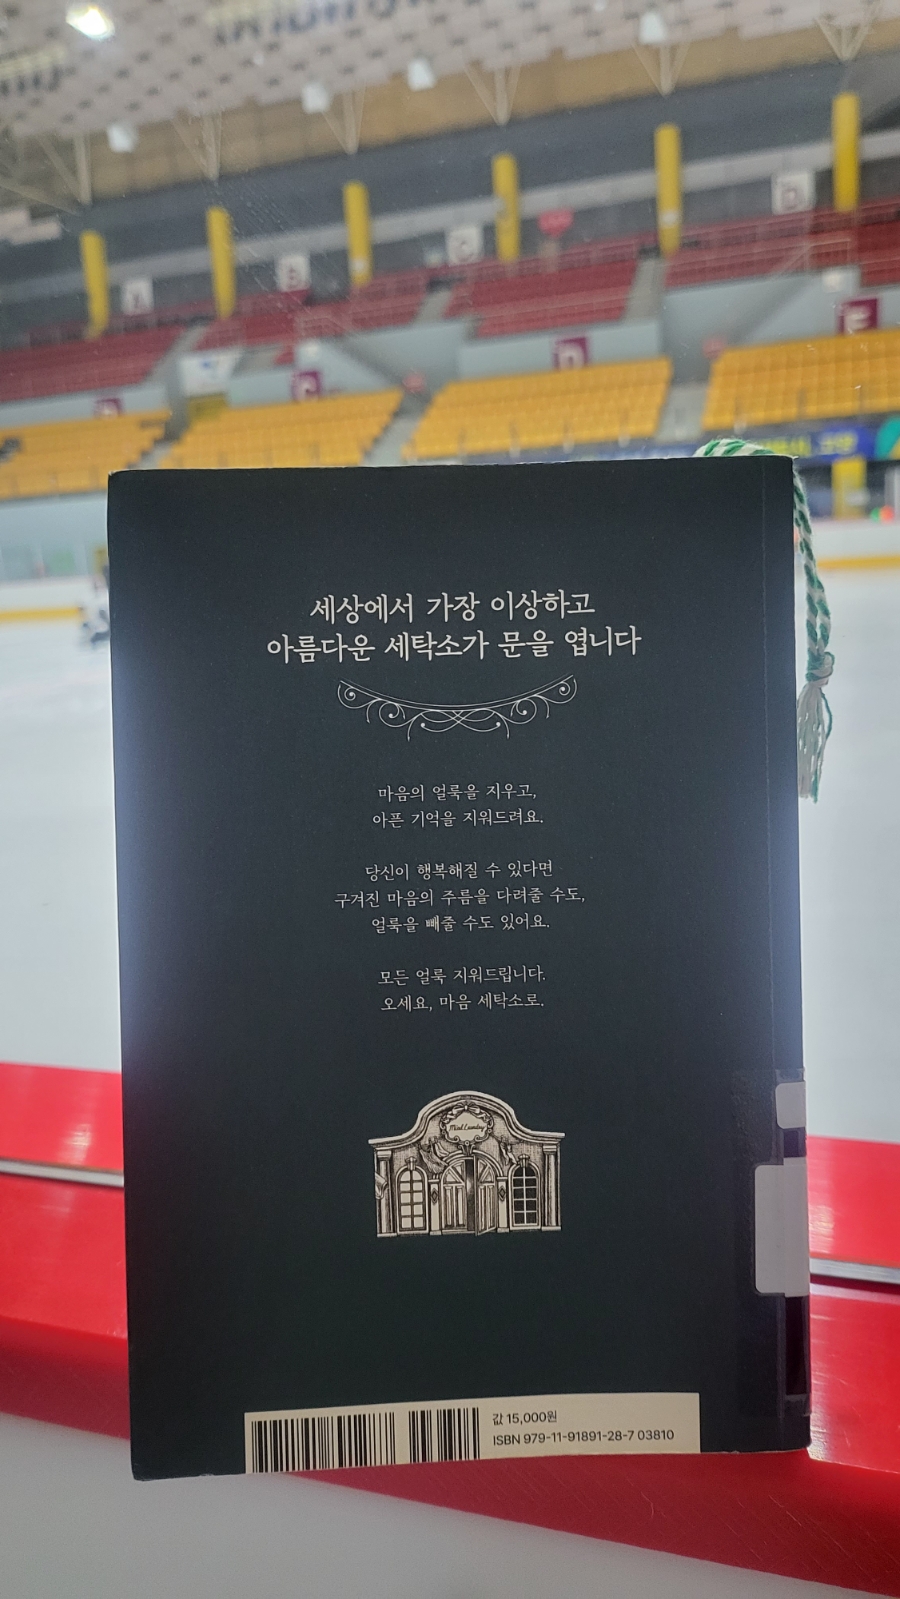 A
B
C
D
C
D
E
세상에서 가장 이상하고
아름다운 세탁소가 문을 엽니다
마음의 얼룩을 지우고,
아픈 기억을 지워드려요.
당신이 행복해질 수 있다면
구겨진 마음의 주름을 다려줄 수도,
얼룩을 빼줄 수도 있어요.
모든 얼룩 지워드립니다.
오세요, 마음 세탁소로.
Mind Laundry
값 15,000원
ISBN 979-11-91891-28-7 03810